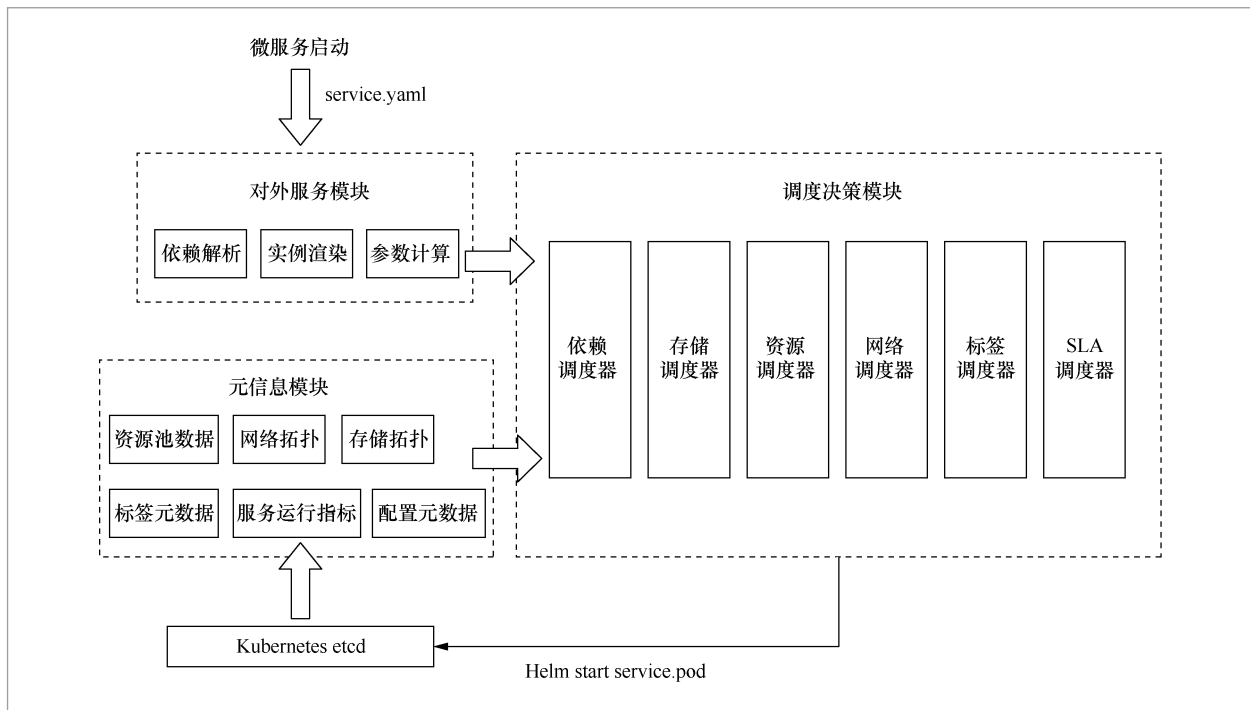 微服务启动
service.yaml
对外服务模块
依赖解析
实例渲染
参数计算
调度决策模块
依赖
调度器
存储
调度器
资源
调度器
网络
调度器
标签
调度器
SLA
调度器
元信息模块
资源池数据
网络拓扑
存储拓扑
标签元数据
服务运行指标
配置元数据
Kubernetes etcd
Helm start service.pod